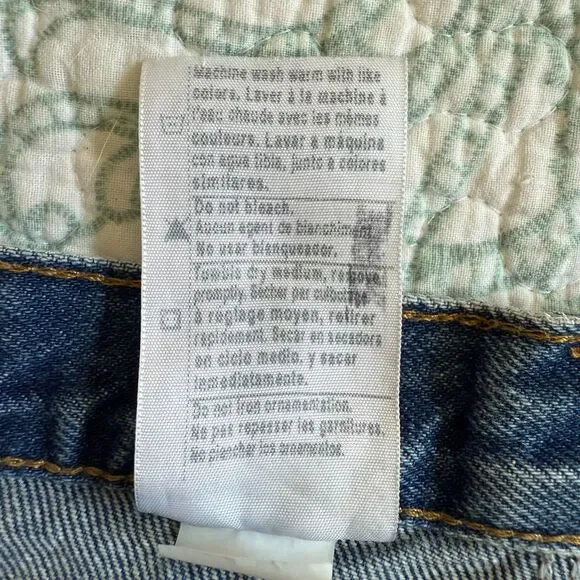 Machine wash warm with like
colors. Laver à la machine à
l'eau chaude avec les mêmes
couleurs. Lavar a máquina
con agua tibia, junto a colores
similares.
Do not bleach.
Aucun agent de blanchiment.
No usar blanqueador.
Tumble dry medium, remove
promptly. Sécher par culbutage
à reglage moyen, retirer
rapidement. Secar en secadora
en ciclo medio, y sacar
inmediatamente.
Do not iron ornamentation.
Ne pas repasser les garnitures.
No planchar los ornamentos.